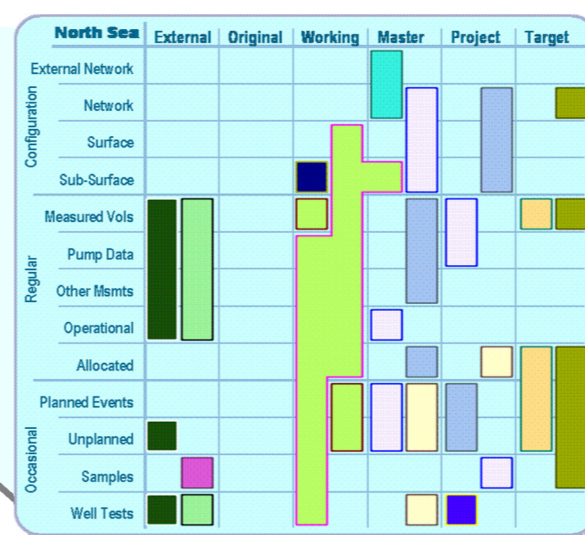 North Sea External Original Working Master Project Target
Configuration
External Network
Network
Surface
Sub-Surface
Regular
Measured Vols
Pump Data
Other Msmts
Operational
Allocated
Occasional
Planned Events
Unplanned
Samples
Well Tests